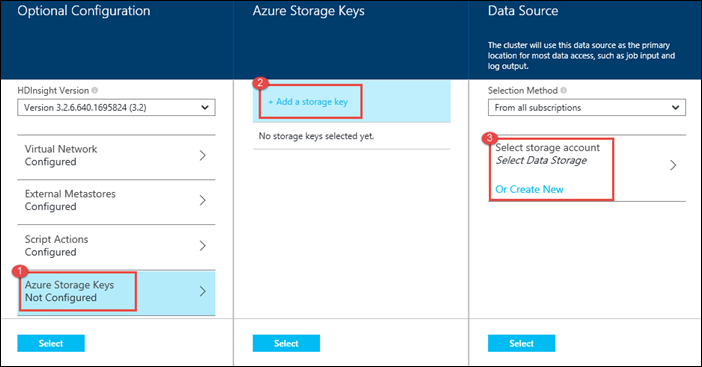 Optional Configuration
HDInsight Version
Version 3.2.6.640.1695824 (3.2)
Virtual Network
Configured
External Metastores
Configured
Script Actions
Configured
1
Azure Storage Keys
Not Configured
Select
Azure Storage Keys
2
+ Add a storage key
No storage keys selected yet.
Select
Data Source
The cluster will use this data source as the primary
location for most data access, such as job input and
log output.
Selection Method
From all subscriptions
3
Select storage account
Select Data Storage
Or Create New
Select